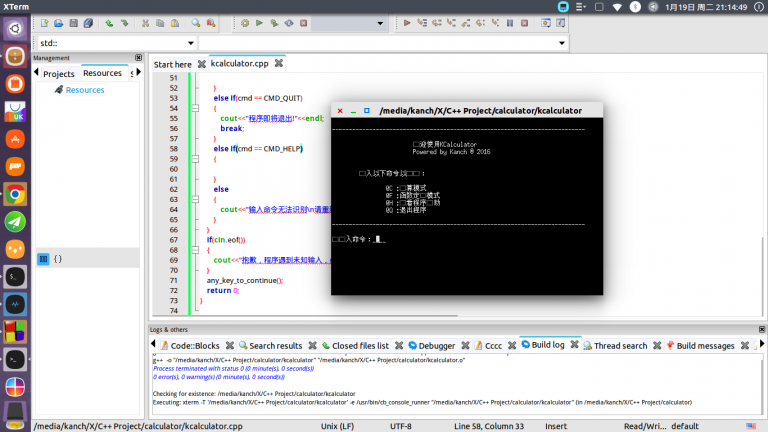 XTerm
1月19日 周二 21:14:49
std::
Management
Projects Resources
Resources
Start here kcalculator.cpp
51
52 }
53 else if(cmd == CMD_QUIT)
54 {
55 cout<<"程序即将退出!"<<endl;
56 break;
57 }
58 else if(cmd == CMD_HELP)
59 {
60
61 }
62 else
63 {
64 cout<<"输入命令无法识别\n请重
65 }
66 }
67 if(cin.eof())
68 {
69 cout<<"抱歉，程序遇到未知输入，
70 }
71 any_key_to_continue();
72 return 0;
73 }
74
/media/kanch/X/C++ Project/calculator/kcalculator
□迎使用KCalculator
Powered by Kanch @ 2016
□入以下命令以□□：
@C :□算模式
@F :函数定□模式
@H :□看程序□助
@Q :退出程序
□□入命令：
Logs & others
Code::Blocks Search results Closed files list Debugger Cccc Build log Thread search Build messages
g++ -o "/media/kanch/X/C++ Project/calculator/kcalculator" "/media/kanch/X/C++ Project/calculator/kcalculator.o"
Process terminated with status 0 (0 minute(s), 0 second(s))
0 error(s), 0 warning(s) (0 minute(s), 0 second(s))
Checking for existence: /media/kanch/X/C++ Project/calculator/kcalculator
Executing: xterm -T '/media/kanch/X/C++ Project/calculator/kcalculator' -e /usr/bin/cb_console_runner "/media/kanch/X/C++ Project/calculator/kcalculator" (in /media/kanch/X/C++ Project/calculator)
/media/kanch/X/C++ Project/calculator/kcalculator.cpp Unix (LF) UTF-8 Line 58, Column 33 Insert Read/Wri... default